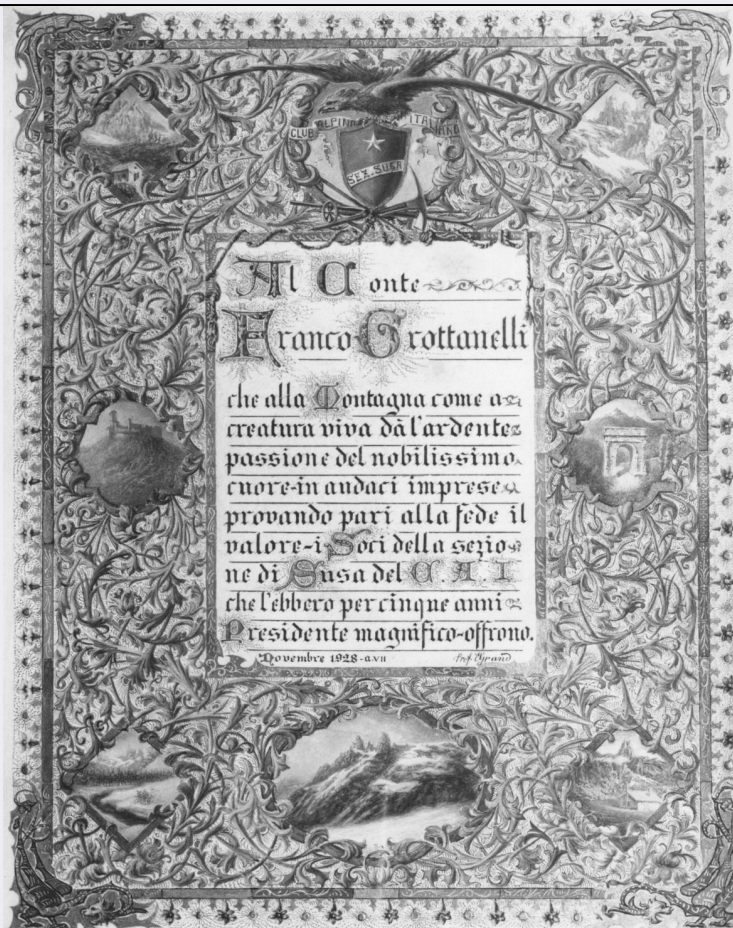 CLUB ALPINO ITALIANO
SEZ. SUSA
Al Conte
Franco Grottanelli
che alla Montagna come a
creatura viva dà l'ardente
passione del nobilissimo
cuore-in audaci imprese
provando pari alla fede il
valore-i Soci della sezio
ne di Susa del C.A.I
che l'ebbero per cinque anni
Presidente magnifico-offrono.
Novembre 1928-a.VII